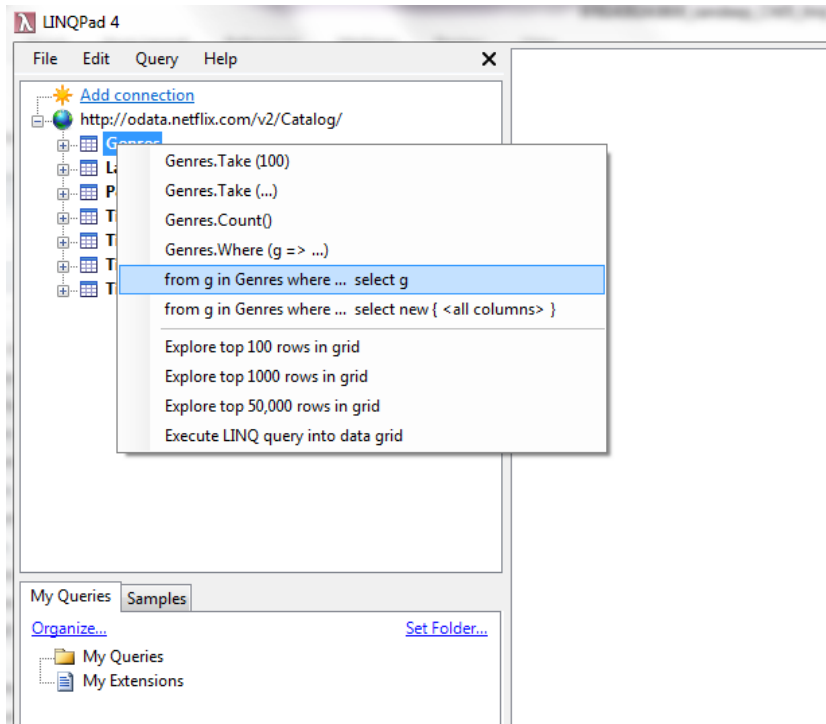 LINQPad 4
File Edit Query Help
Add connection
http://odata.netflix.com/v2/Catalog/
Genres
Genres.Take (100)
Genres.Take (...)
Genres.Count()
Genres.Where (g => ...)
from g in Genres where ... select g
from g in Genres where ... select new { <all columns> }
Explore top 100 rows in grid
Explore top 1000 rows in grid
Explore top 50,000 rows in grid
Execute LINQ query into data grid
My Queries Samples
Organize... Set Folder...
My Queries
My Extensions